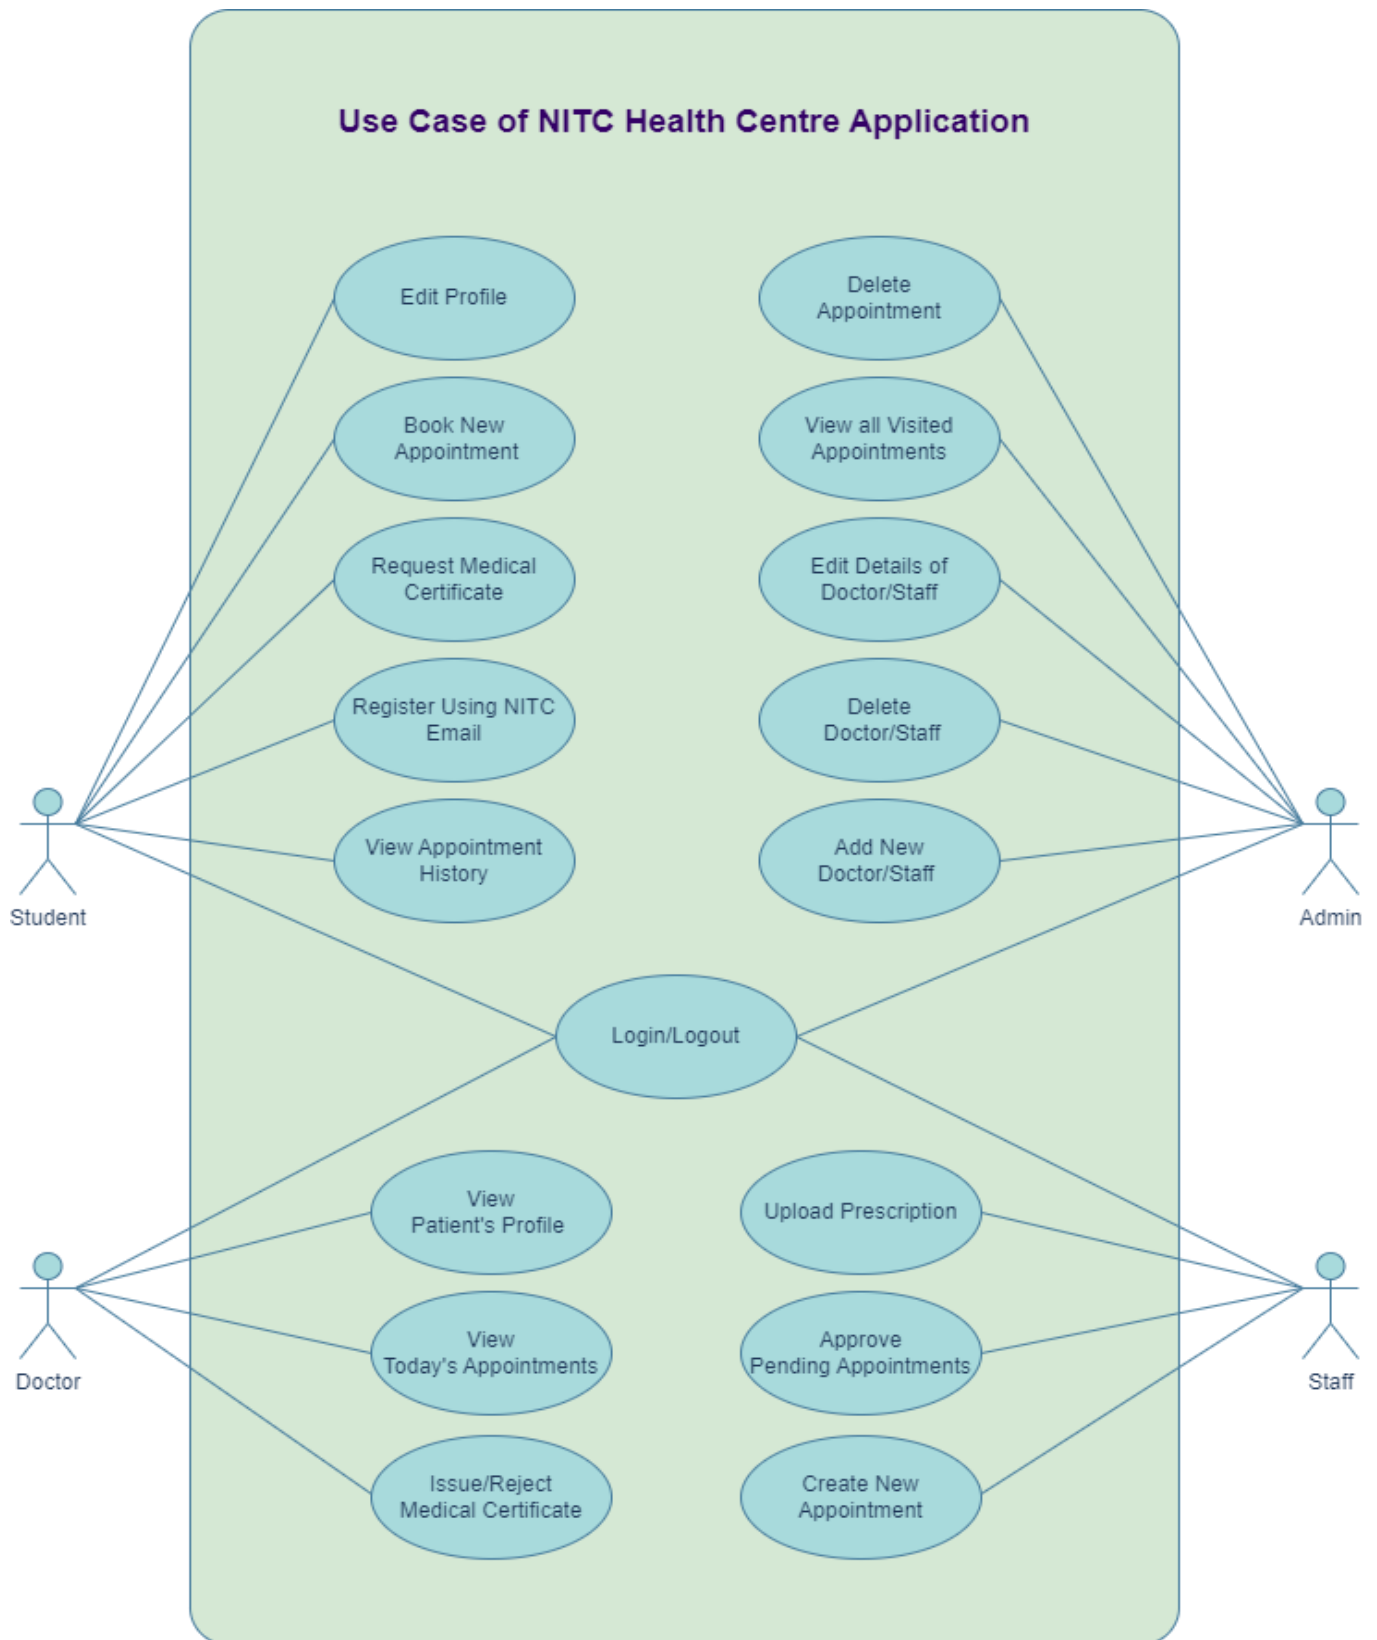 Use Case of NITC Health Centre Application
Edit Profile
Delete
Appointment
Book New
Appointment
View all Visited
Appointments
Request Medical
Certificate
Edit Details of
Doctor/Staff
Register Using NITC
Email
Delete
Doctor/Staff
View Appointment
History
Add New
Doctor/Staff
Student
Admin
Login/Logout
View
Patient's Profile
Upload Prescription
View
Today's Appointments
Approve
Pending Appointments
Doctor
Staff
Issue/Reject
Medical Certificate
Create New
Appointment